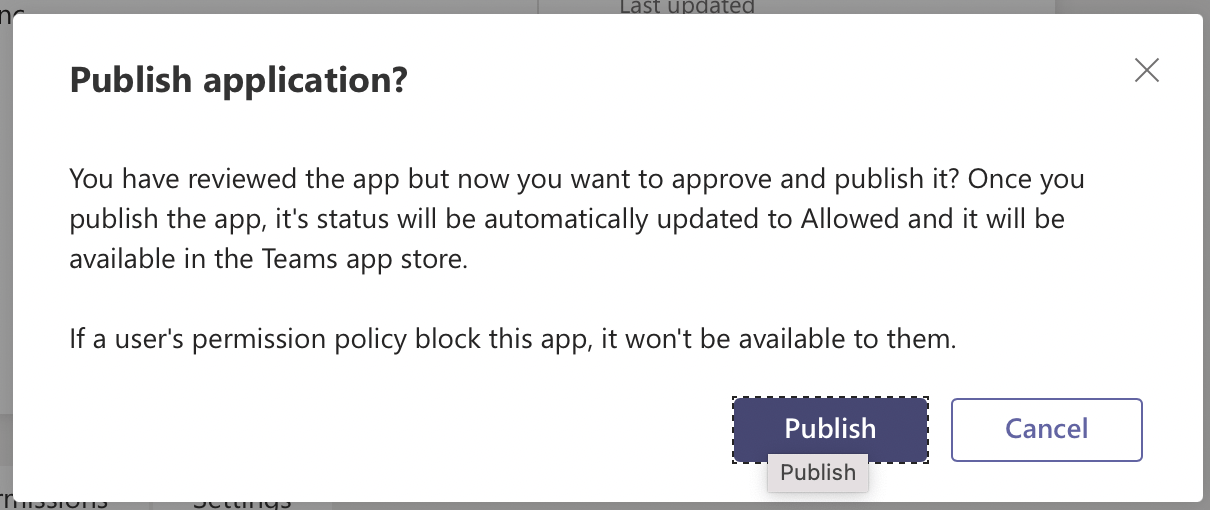 Last updated
Publish application?
You have reviewed the app but now you want to approve and publish it? Once you
publish the app, it's status will be automatically updated to Allowed and it will be
available in the Teams app store.
If a user's permission policy block this app, it won't be available to them.
Publish
Cancel
Publish
Settings